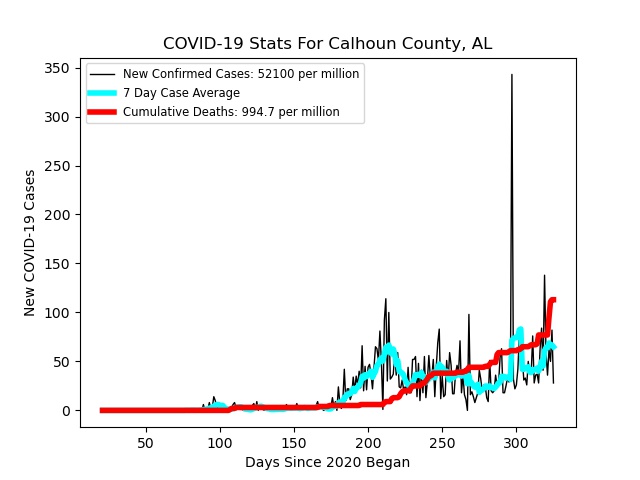 COVID-19 Stats For Calhoun County, AL
New Confirmed Cases: 52100 per million
7 Day Case Average
Cumulative Deaths: 994.7 per million
New COVID-19 Cases
350
300
250
200
150
100
50
0
50 100 150 200 250 300
Days Since 2020 Began